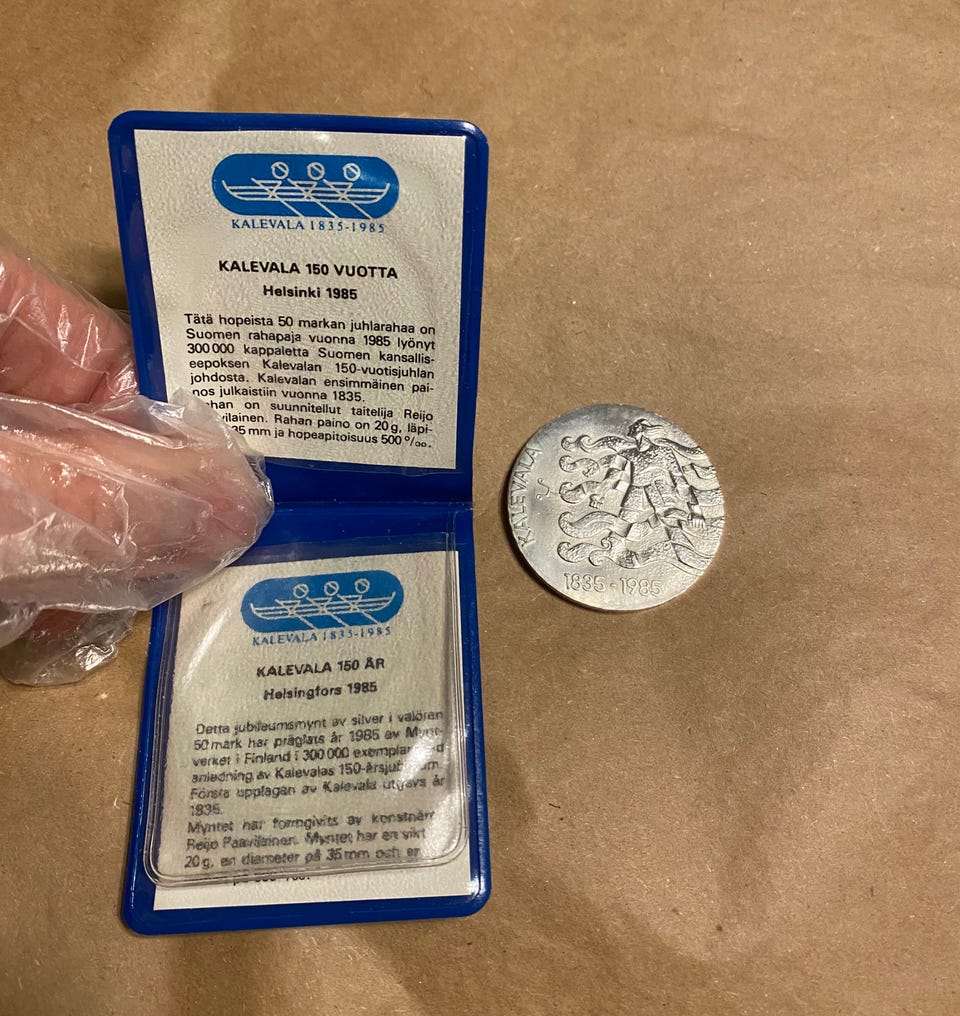 KALEVALA 1835-1985
KALEVALA 150 VUOTTA
Helsinki 1985
Tätä hopeista 50 markan juhlarahaa on
Suomen rahapaja vuonna 1985 lyönyt
300 000 kappaletta Suomen kansallis-
eepoksen Kalevalan 150-vuotisjuhlan
johdosta. Kalevalan ensimmäinen pai-
nos julkaistiin vuonna 1835.
on suunnitellut taiteilija Reijo
Rahan paino on 20 g, läpi-
35 mm ja hopeapitoisuus 500 ‰.
KALEVALA 1835-1985
KALEVALA 150 ÅR
Helsingfors 1985
Detta jubileumsmynt av silver i valören
50 mark har präglats år 1985 av Mynt-
verket i Finland i 300 000 exemplar
anledning av Kalevalas
Första upplagan av Kalevala utgavs år
1835.
Myntet har formgivits av konstnären
Reijo Paavilainen. Myntet har en vikt
20 g, en diameter på 35 mm och en
KALEVALA
1835-1985